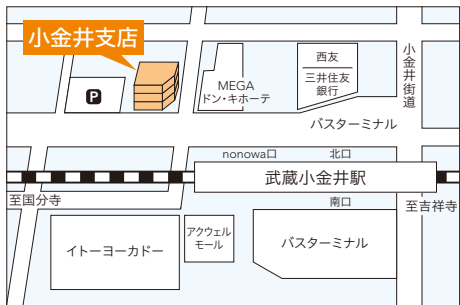 小金井支店
P
MEGA
ドン・キホーテ
西友
三井住友
銀行
小金井街道
バスターミナル
nonowa口
北口
武蔵小金井駅
至国分寺
南口
至吉祥寺
イトーヨーカドー
アクウェル
モール
バスターミナル